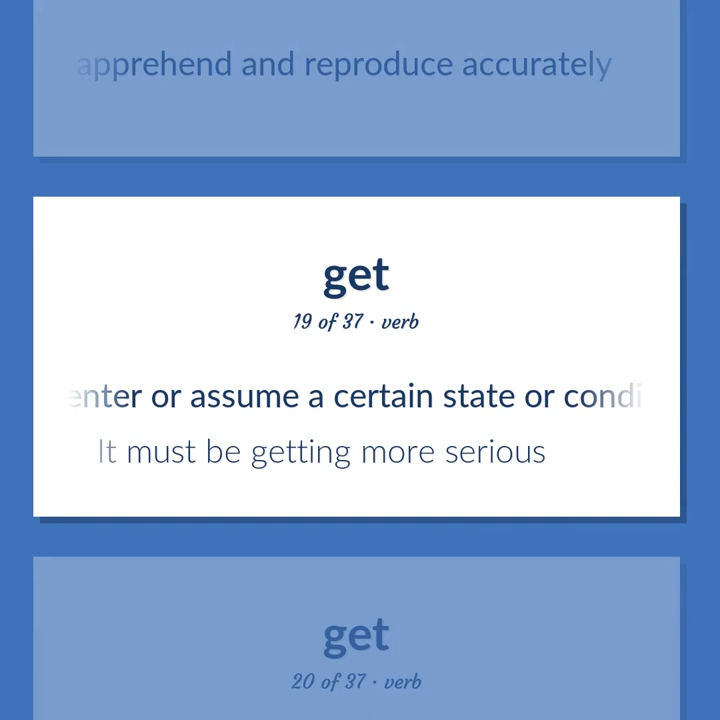 apprehend and reproduce accurately
get
19 of 37 · verb
enter or assume a certain state or condi
It must be getting more serious
get
20 of 37 · verb